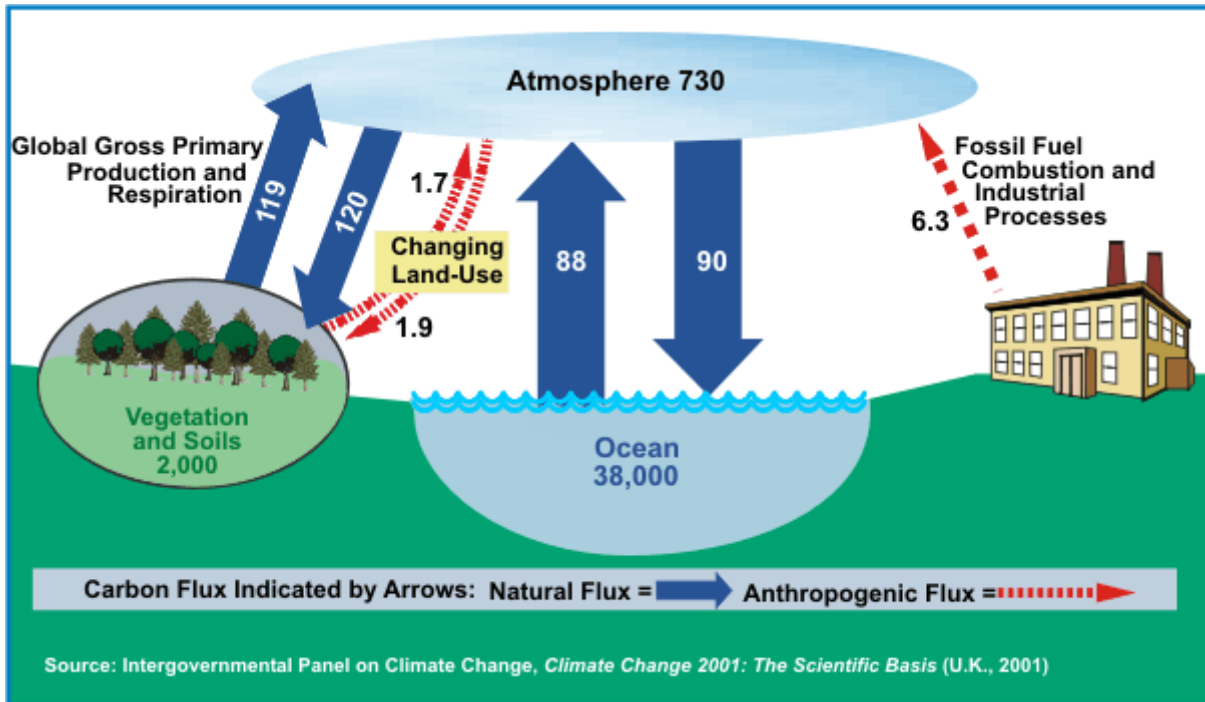 Atmosphere 730
Global Gross Primary
Production and
Respiration
119
120
1.7
Changing
Land-Use
1.9
88
90
Fossil Fuel
Combustion and
Industrial
Processes
6.3
Vegetation
and Soils
2,000
Ocean
38,000
Carbon Flux Indicated by Arrows: Natural Flux = Anthropogenic Flux =
Source: Intergovernmental Panel on Climate Change, Climate Change 2001: The Scientific Basis (U.K., 2001)